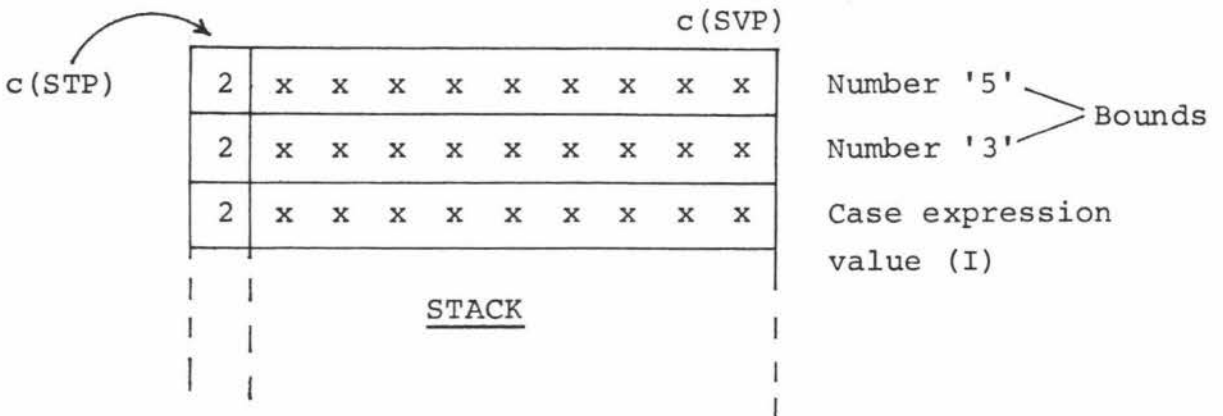 c(SVP)
c(STP) 2 x x x x x x x x x Number '5'
Bounds
2 x x x x x x x x x Number '3'
2 x x x x x x x x x Case expression
value (I)
STACK